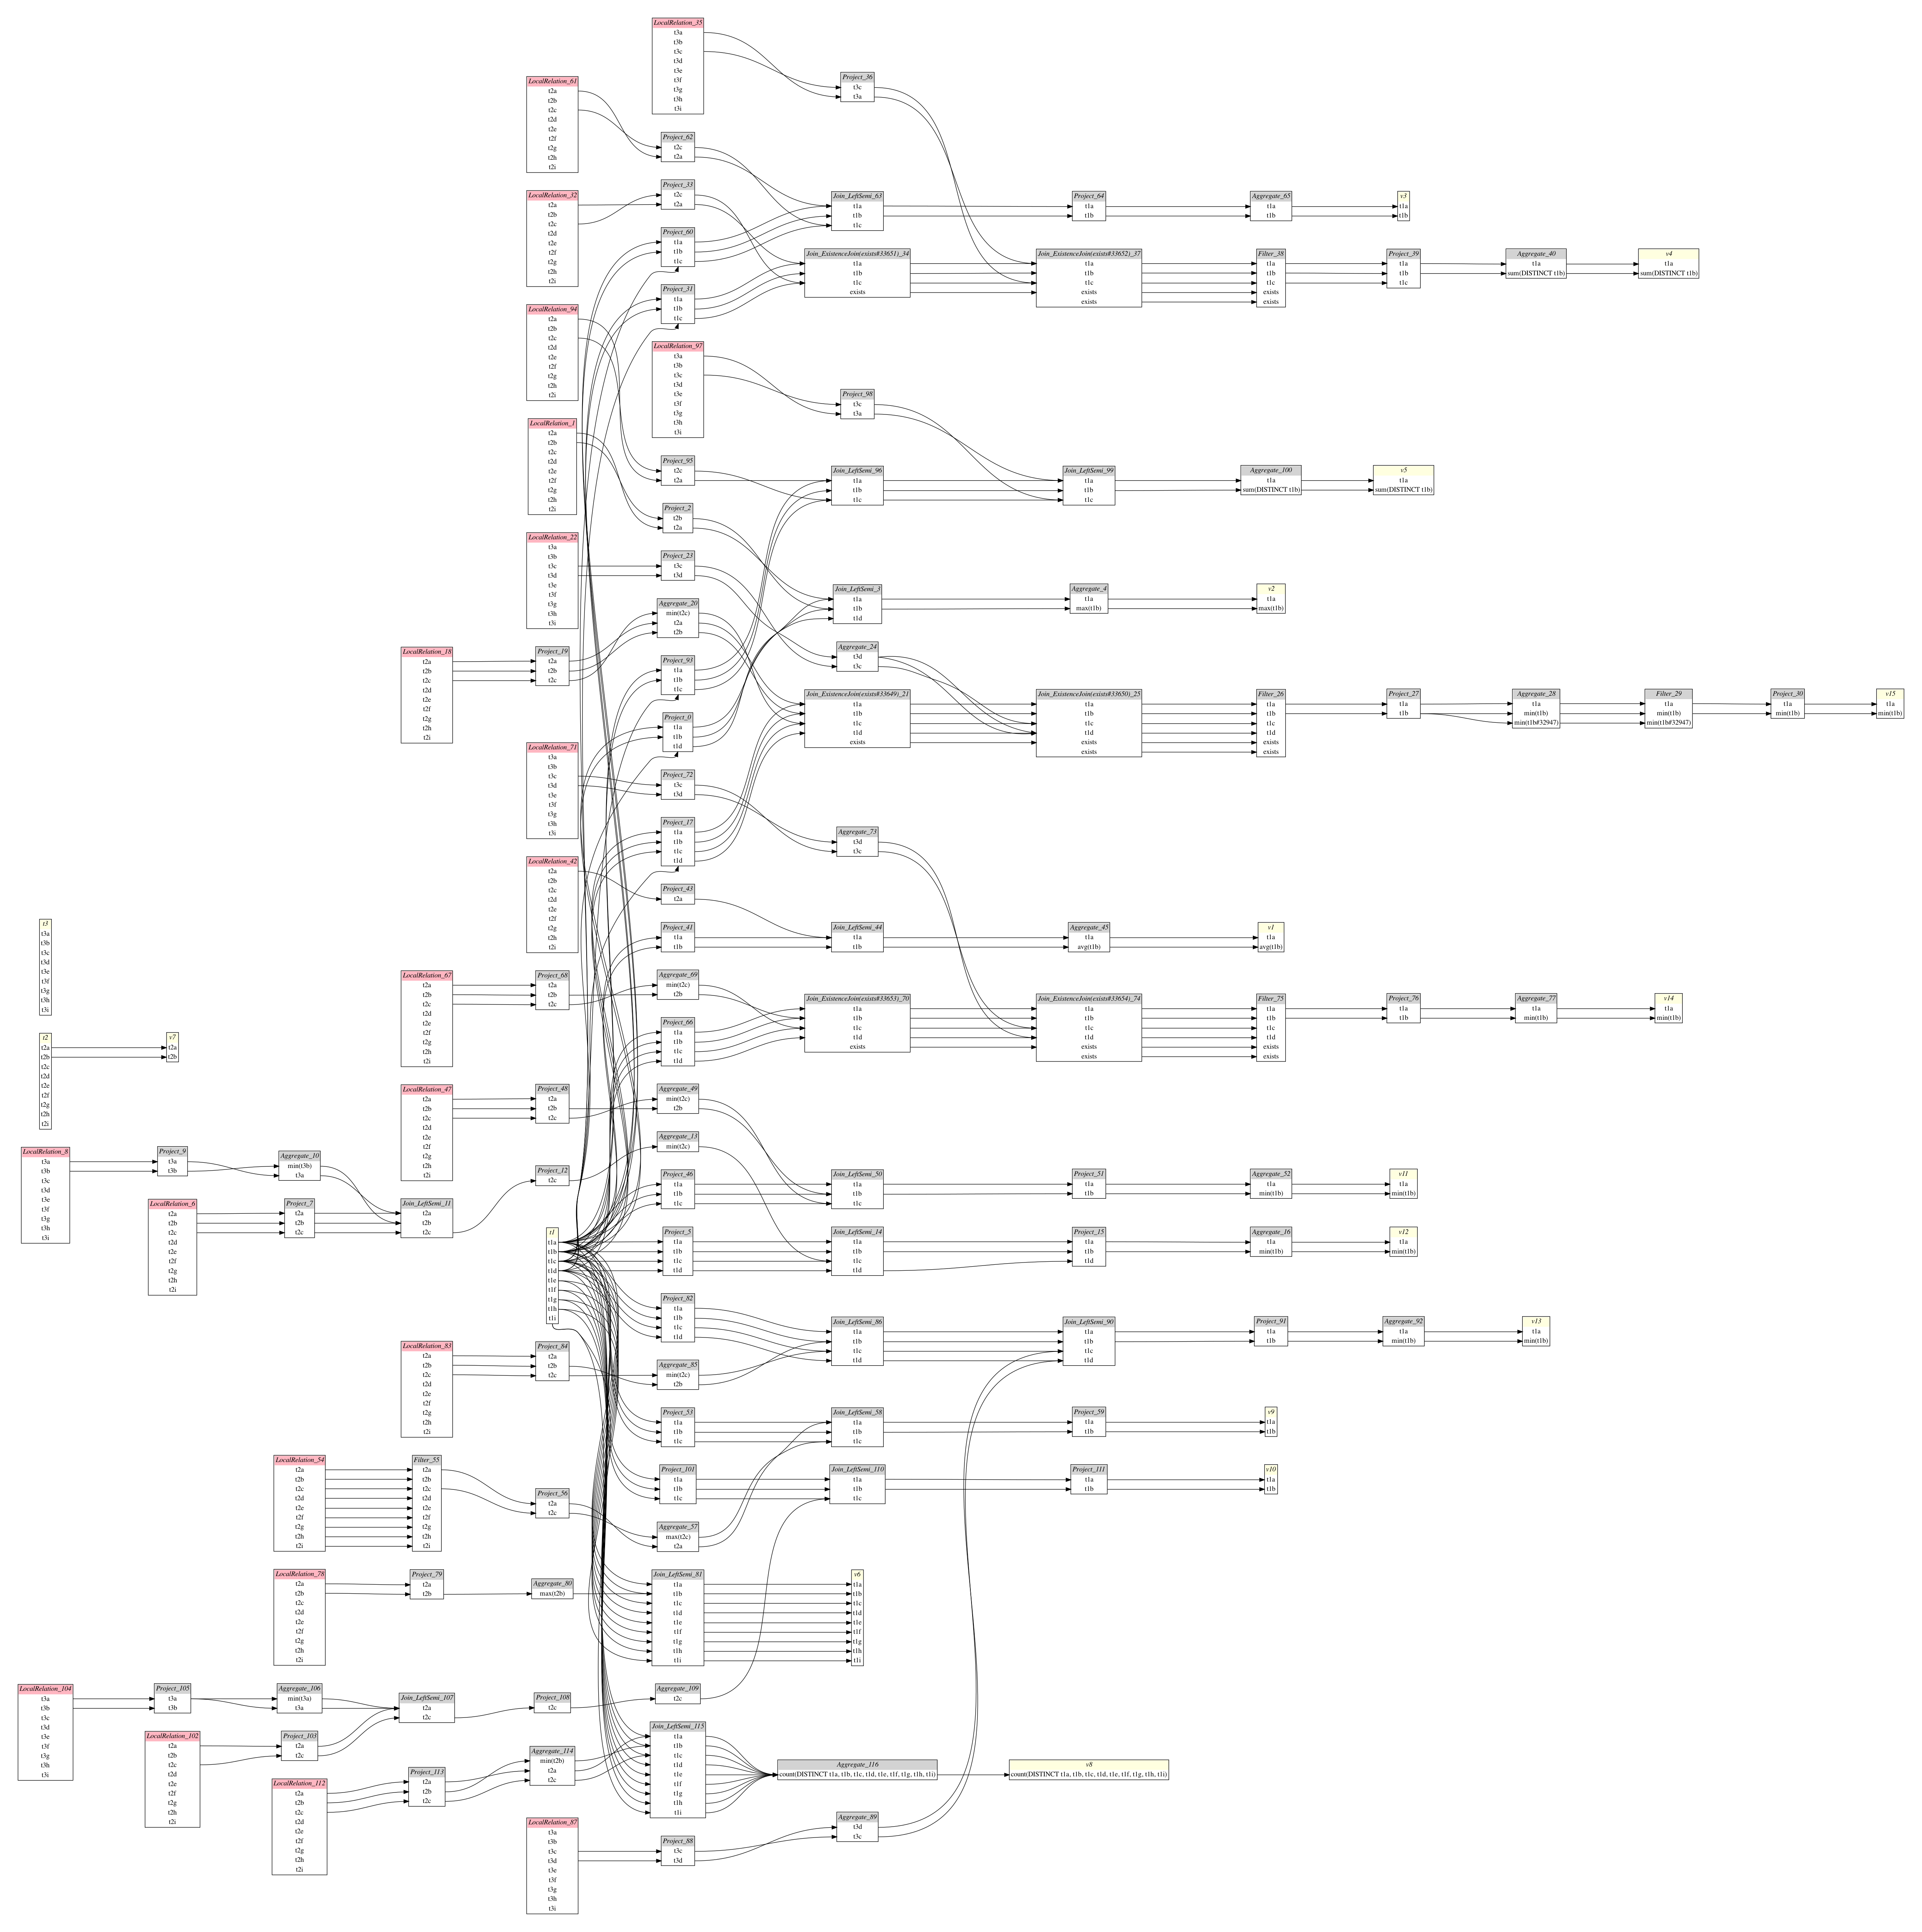 LocalRelation_35
t3a
t3b
t3c
t3d
t3e
t3f
t3g
t3h
t3i
Project_36
t3c
t3a
LocalRelation_61
t2a
t2b
t2c
t2d
t2e
t2f
t2g
t2h
t2i
Project_62
t2c
t2a
LocalRelation_32
t2a
t2b
t2c
t2d
t2e
t2f
t2g
t2h
t2i
Project_33
t2c
t2a
Project_60
t1a
t1b
t1c
Join_LeftSemi_63
t1a
t1b
t1c
Project_64
t1a
t1b
Aggregate_65
t1a
t1b
v3
t1a
t1b
Project_31
t1a
t1b
t1c
Join_ExistenceJoin(exists#33651)_34
t1a
t1b
t1c
exists
Join_ExistenceJoin(exists#33652)_37
t1a
t1b
t1c
exists
exists
Filter_38
t1a
t1b
t1c
exists
exists
Project_39
t1a
t1b
t1c
Aggregate_40
t1a
sum(DISTINCT t1b)
v4
t1a
sum(DISTINCT t1b)
LocalRelation_94
t2a
t2b
t2c
t2d
t2e
t2f
t2g
t2h
t2i
LocalRelation_97
t3a
t3b
t3c
t3d
t3e
t3f
t3g
t3h
t3i
Project_98
t3c
t3a
LocalRelation_1
t2a
t2b
t2c
t2d
t2e
t2f
t2g
t2h
t2i
Project_95
t2c
t2a
Join_LeftSemi_96
t1a
t1b
t1c
Join_LeftSemi_99
t1a
t1b
t1c
Aggregate_100
t1a
sum(DISTINCT t1b)
v5
t1a
sum(DISTINCT t1b)
Project_2
t2b
t2a
LocalRelation_22
t3a
t3b
t3c
t3d
t3e
t3f
t3g
t3h
t3i
Project_23
t3c
t3d
Join_LeftSemi_3
t1a
t1b
t1d
Aggregate_4
t1a
max(t1b)
v2
t1a
max(t1b)
Aggregate_20
min(t2c)
t2a
t2b
LocalRelation_18
t2a
t2b
t2c
t2d
t2e
t2f
t2g
t2h
t2i
Project_19
t2a
t2b
t2c
Project_93
t1a
t1b
t1c
Aggregate_24
t3d
t3c
Project_0
t1a
t1b
t1d
Join_ExistenceJoin(exists#33649)_21
t1a
t1b
t1c
t1d
exists
Join_ExistenceJoin(exists#33650)_25
t1a
t1b
t1c
t1d
exists
exists
Filter_26
t1a
t1b
t1c
t1d
exists
exists
Project_27
t1a
t1b
Aggregate_28
t1a
min(t1b)
min(t1b#32947)
Filter_29
t1a
min(t1b)
min(t1b#32947)
Project_30
t1a
min(t1b)
v15
t1a
min(t1b)
LocalRelation_71
t3a
t3b
t3c
t3d
t3e
t3f
t3g
t3h
t3i
Project_72
t3c
t3d
Project_17
t1a
t1b
t1c
t1d
Aggregate_73
t3d
t3c
LocalRelation_42
t2a
t2b
t2c
t2d
t2e
t2f
t2g
t2h
t2i
Project_43
t2a
Project_41
t1a
t1b
Join_LeftSemi_44
t1a
t1b
Aggregate_45
t1a
avg(t1b)
v1
t1a
avg(t1b)
t3
t3a
t3b
t3c
t3d
t3e
t3f
t3g
t3h
t3i
LocalRelation_67
t2a
t2b
t2c
t2d
t2e
t2f
t2g
t2h
t2i
Project_68
t2a
t2b
t2c
Aggregate_69
min(t2c)
t2b
Project_66
t1a
t1b
t1c
t1d
Join_ExistenceJoin(exists#33653)_70
t1a
t1b
t1c
t1d
exists
Join_ExistenceJoin(exists#33654)_74
t1a
t1b
t1c
t1d
exists
exists
Filter_75
t1a
t1b
t1c
t1d
exists
exists
Project_76
t1a
t1b
Aggregate_77
t1a
min(t1b)
v14
t1a
min(t1b)
t2
t2a
t2b
t2c
t2d
t2e
t2f
t2g
t2h
t2i
v7
t2a
t2b
LocalRelation_47
t2a
t2b
t2c
t2d
t2e
t2f
t2g
t2h
t2i
Project_48
t2a
t2b
t2c
Aggregate_49
min(t2c)
t2b
Aggregate_13
min(t2c)
LocalRelation_8
t3a
t3b
t3c
t3d
t3e
t3f
t3g
t3h
t3i
Project_9
t3a
t3b
Aggregate_10
min(t3b)
t3a
LocalRelation_6
t2a
t2b
t2c
t2d
t2e
t2f
t2g
t2h
t2i
Project_7
t2a
t2b
t2c
Join_LeftSemi_11
t2a
t2b
t2c
Project_12
t2c
Project_46
t1a
t1b
t1c
Join_LeftSemi_50
t1a
t1b
t1c
Project_51
t1a
t1b
Aggregate_52
t1a
min(t1b)
v11
t1a
min(t1b)
t1
t1a
t1b
t1c
t1d
t1e
t1f
t1g
t1h
t1i
Project_5
t1a
t1b
t1c
t1d
Join_LeftSemi_14
t1a
t1b
t1c
t1d
Project_15
t1a
t1b
t1d
Aggregate_16
t1a
min(t1b)
v12
t1a
min(t1b)
Project_82
t1a
t1b
t1c
t1d
Join_LeftSemi_86
t1a
t1b
t1c
t1d
Join_LeftSemi_90
t1a
t1b
t1c
t1d
Project_91
t1a
t1b
Aggregate_92
t1a
min(t1b)
v13
t1a
min(t1b)
LocalRelation_83
t2a
t2b
t2c
t2d
t2e
t2f
t2g
t2h
t2i
Project_84
t2a
t2b
t2c
Aggregate_85
min(t2c)
t2b
Project_53
t1a
t1b
t1c
Join_LeftSemi_58
t1a
t1b
t1c
Project_59
t1a
t1b
v9
t1a
t1b
LocalRelation_54
t2a
t2b
t2c
t2d
t2e
t2f
t2g
t2h
t2i
Filter_55
t2a
t2b
t2c
t2d
t2e
t2f
t2g
t2h
t2i
Project_56
t2a
t2c
Project_101
t1a
t1b
t1c
Join_LeftSemi_110
t1a
t1b
t1c
Project_111
t1a
t1b
v10
t1a
t1b
Aggregate_57
max(t2c)
t2a
LocalRelation_78
t2a
t2b
t2c
t2d
t2e
t2f
t2g
t2h
t2i
Project_79
t2a
t2b
Aggregate_80
max(t2b)
Join_LeftSemi_81
t1a
t1b
t1c
t1d
t1e
t1f
t1g
t1h
t1i
v6
t1a
t1b
t1c
t1d
t1e
t1f
t1g
t1h
t1i
LocalRelation_104
t3a
t3b
t3c
t3d
t3e
t3f
t3g
t3h
t3i
Project_105
t3a
t3b
Aggregate_106
min(t3a)
t3a
Join_LeftSemi_107
t2a
t2c
Project_108
t2c
Aggregate_109
t2c
LocalRelation_102
t2a
t2b
t2c
t2d
t2e
t2f
t2g
t2h
t2i
Project_103
t2a
t2c
LocalRelation_112
t2a
t2b
t2c
t2d
t2e
t2f
t2g
t2h
t2i
Project_113
t2a
t2b
t2c
Aggregate_114
min(t2b)
t2a
t2c
Join_LeftSemi_115
t1a
t1b
t1c
t1d
t1e
t1f
t1g
t1h
t1i
Aggregate_116
count(DISTINCT t1a, t1b, t1c, t1d, t1e, t1f, t1g, t1h, t1i)
v8
count(DISTINCT t1a, t1b, t1c, t1d, t1e, t1f, t1g, t1h, t1i)
LocalRelation_87
t3a
t3b
t3c
t3d
t3e
t3f
t3g
t3h
t3i
Project_88
t3c
t3d
Aggregate_89
t3d
t3c